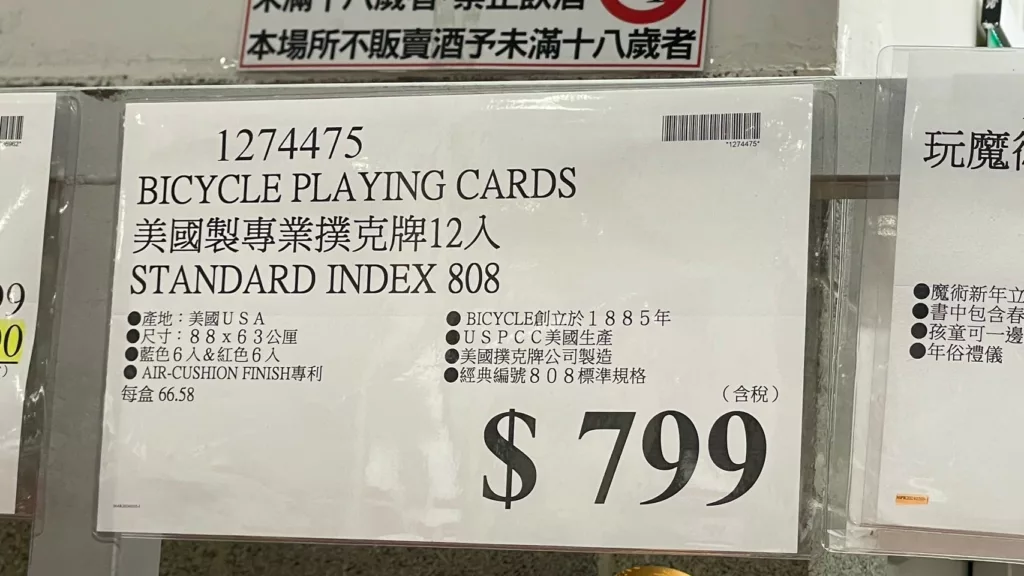 本場所不販賣酒予未滿十八歲者
1274475
*1274475*
BICYCLE PLAYING CARDS
美國製專業撲克牌12入
STANDARD INDEX 808
●產地：美國ＵＳＡ
●尺寸：８８ｘ６３公厘
●藍色６入＆紅色６入
● AIR-CUSHION FINISH專利
每盒 66.58
● BICYCLE創立於１８８５年
●ＵＳＰＣＣ美國生產
●美國撲克牌公司製造
●經典編號８０８標準規格
（含稅）
$ 799
玩魔
●魔術新年立
●書中包含春
●孩童可一邊
●年俗禮儀